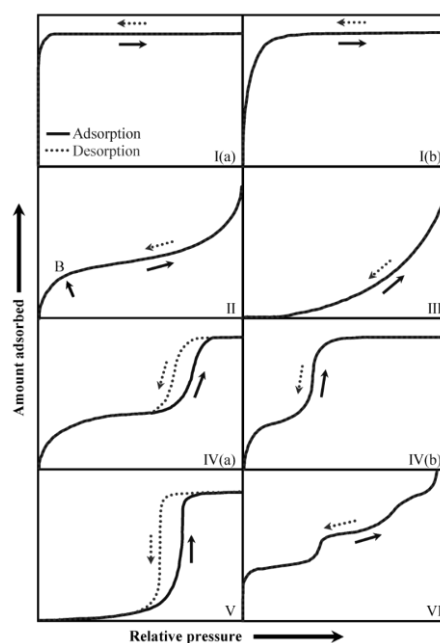 Adsorption
Desorption
I(a)
I(b)
B
II
III
IV(a)
IV(b)
V
VI
Amount adsorbed
Relative pressure